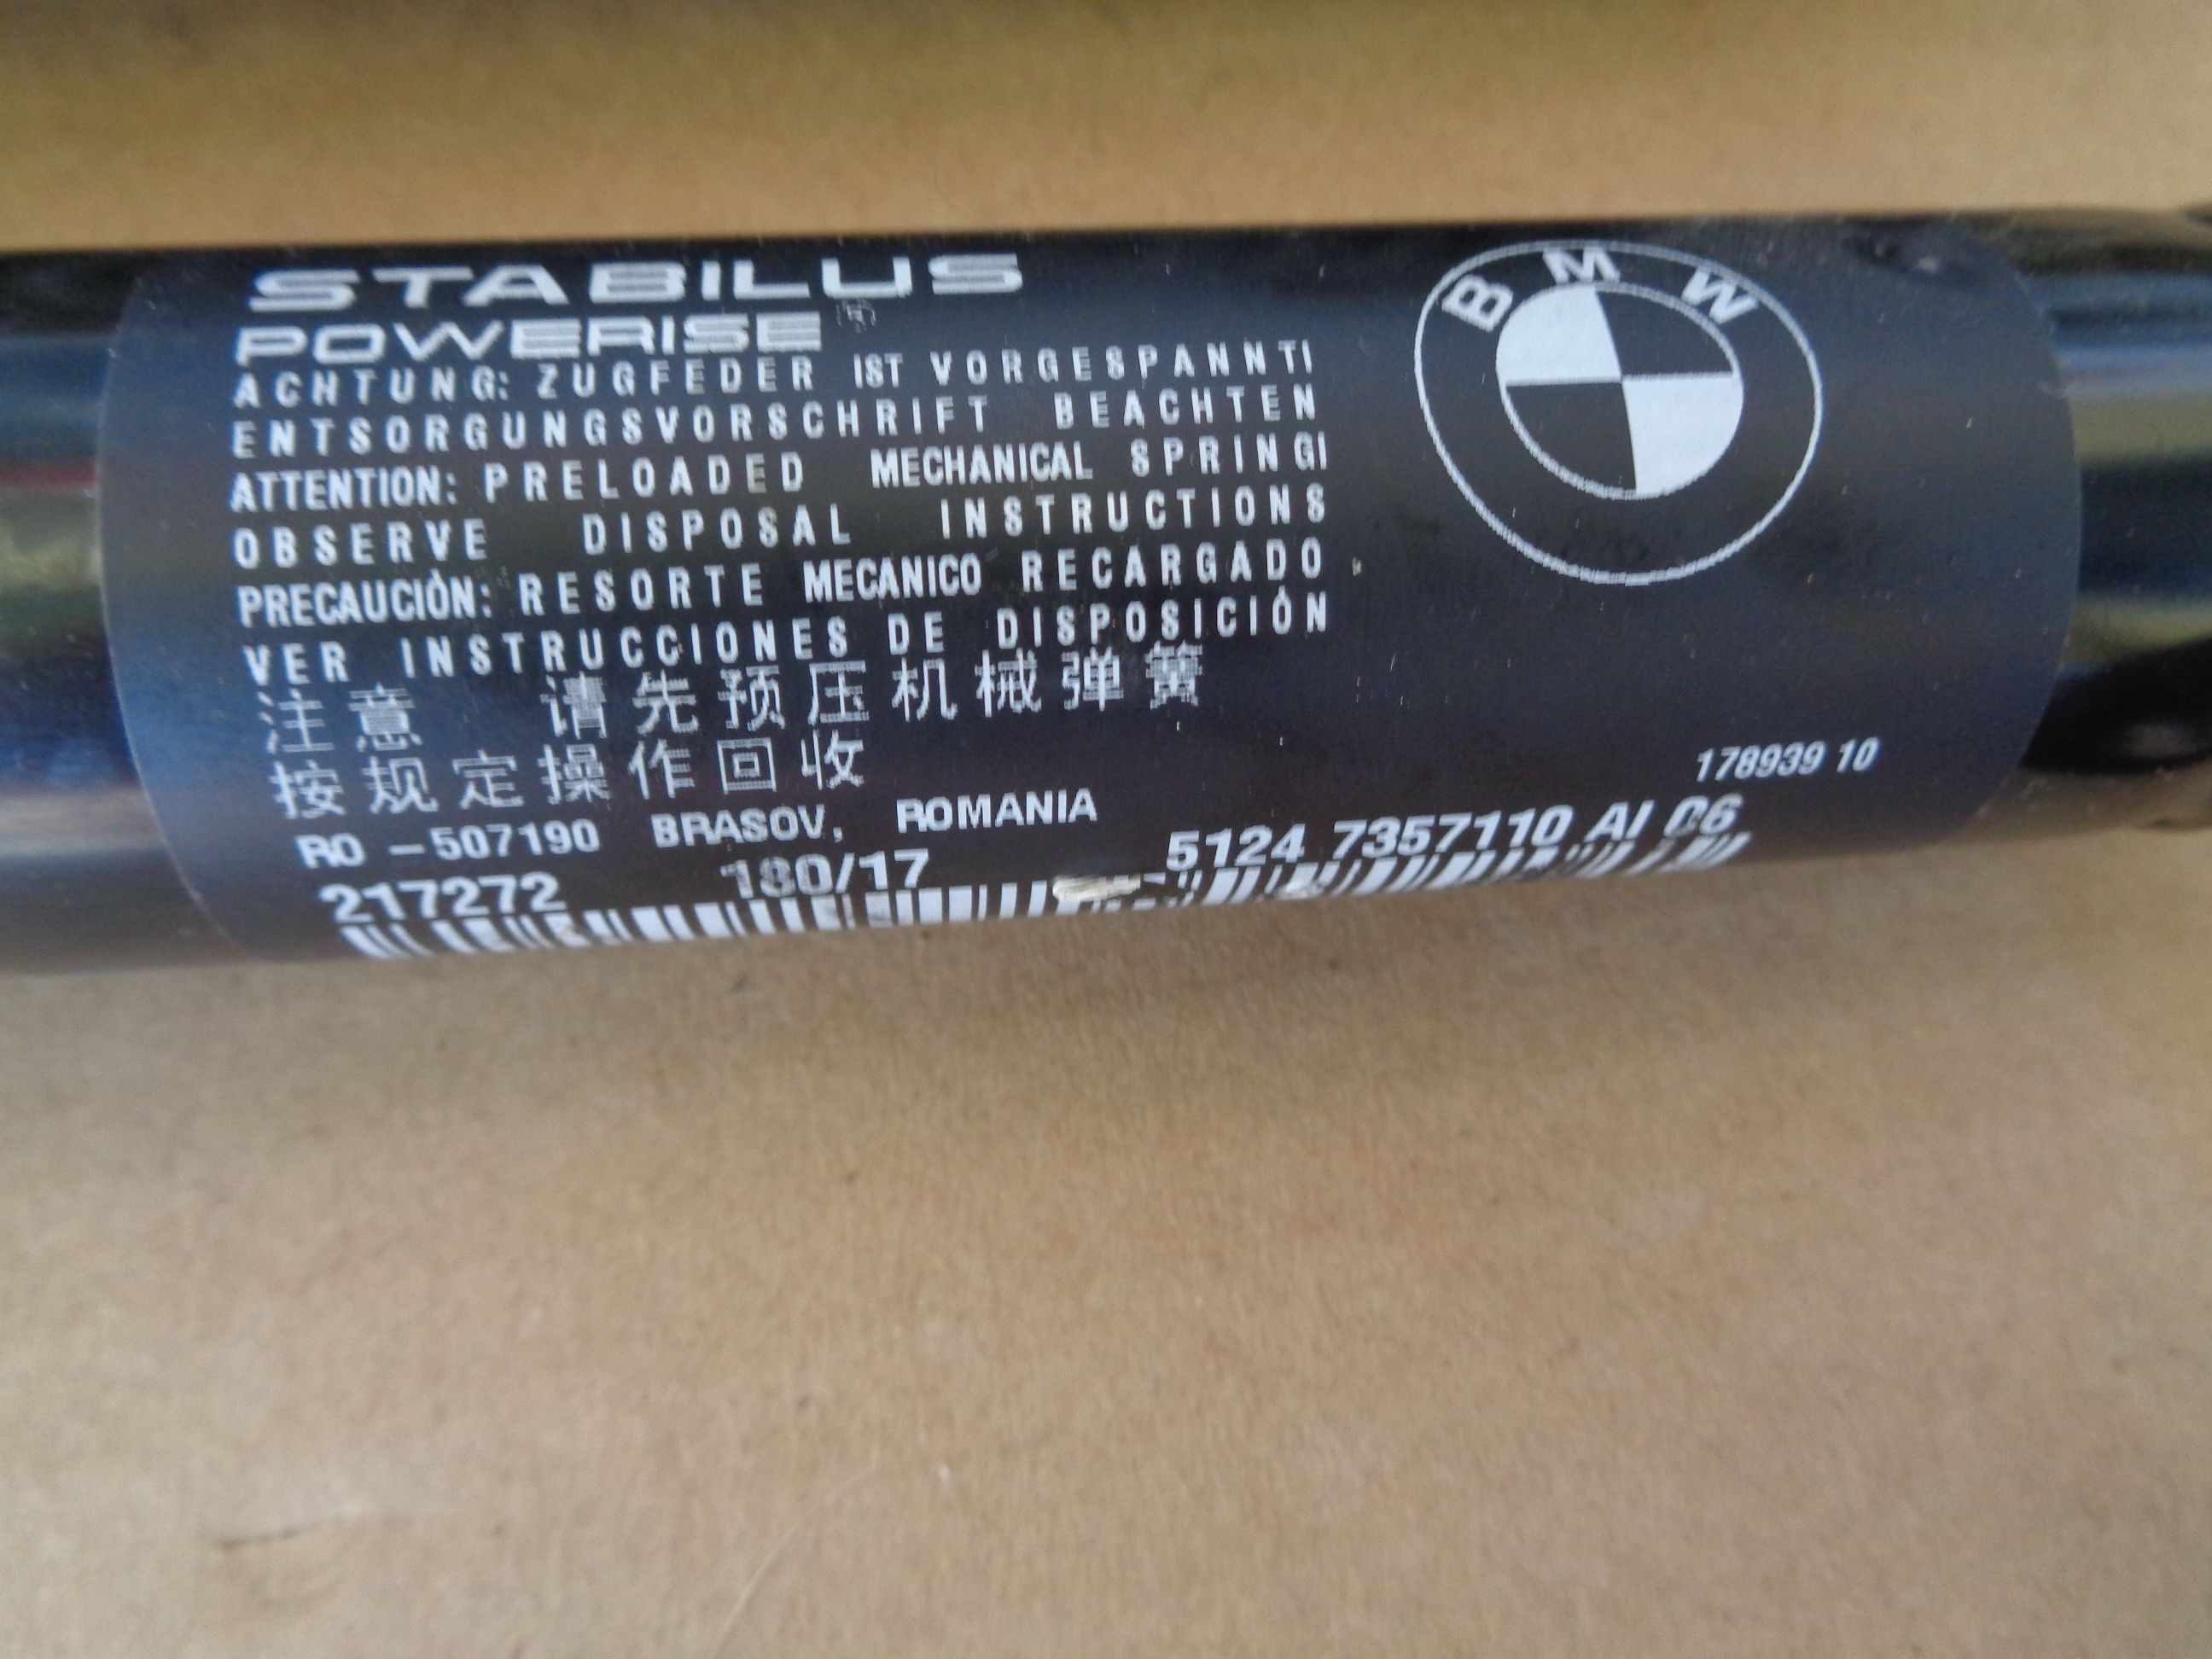 STABILUS
POWERISE ®
ACHTUNG: ZUGFEDER IST VORGESPANNT!
ENTSORGUNGSVORSCHRIFT BEACHTEN
ATTENTION: PRELOADED MECHANICAL SPRING!
OBSERVE DISPOSAL INSTRUCTIONS
PRECAUCIÓN: RESORTE MECANICO RECARGADO
VER INSTRUCCIONES DE DISPOSICIÓN
注意 请先预压机械弹簧
按规定操作回收
RO -507190 BRASOV, ROMANIA
217272 180/17 5124 7357110 AI 06
178939 10
BMW